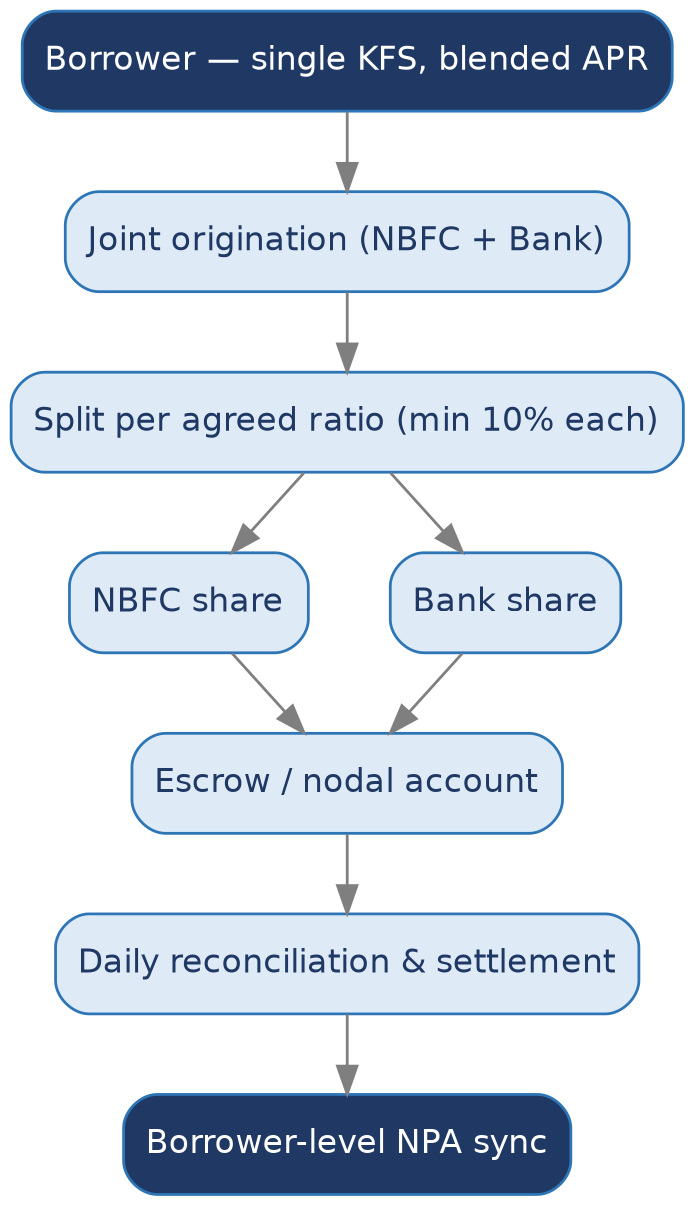 Borrower — single KFS, blended APR
Joint origination (NBFC + Bank)
Split per agreed ratio (min 10% each)
NBFC share
Bank share
Escrow / nodal account
Daily reconciliation & settlement
Borrower-level NPA sync